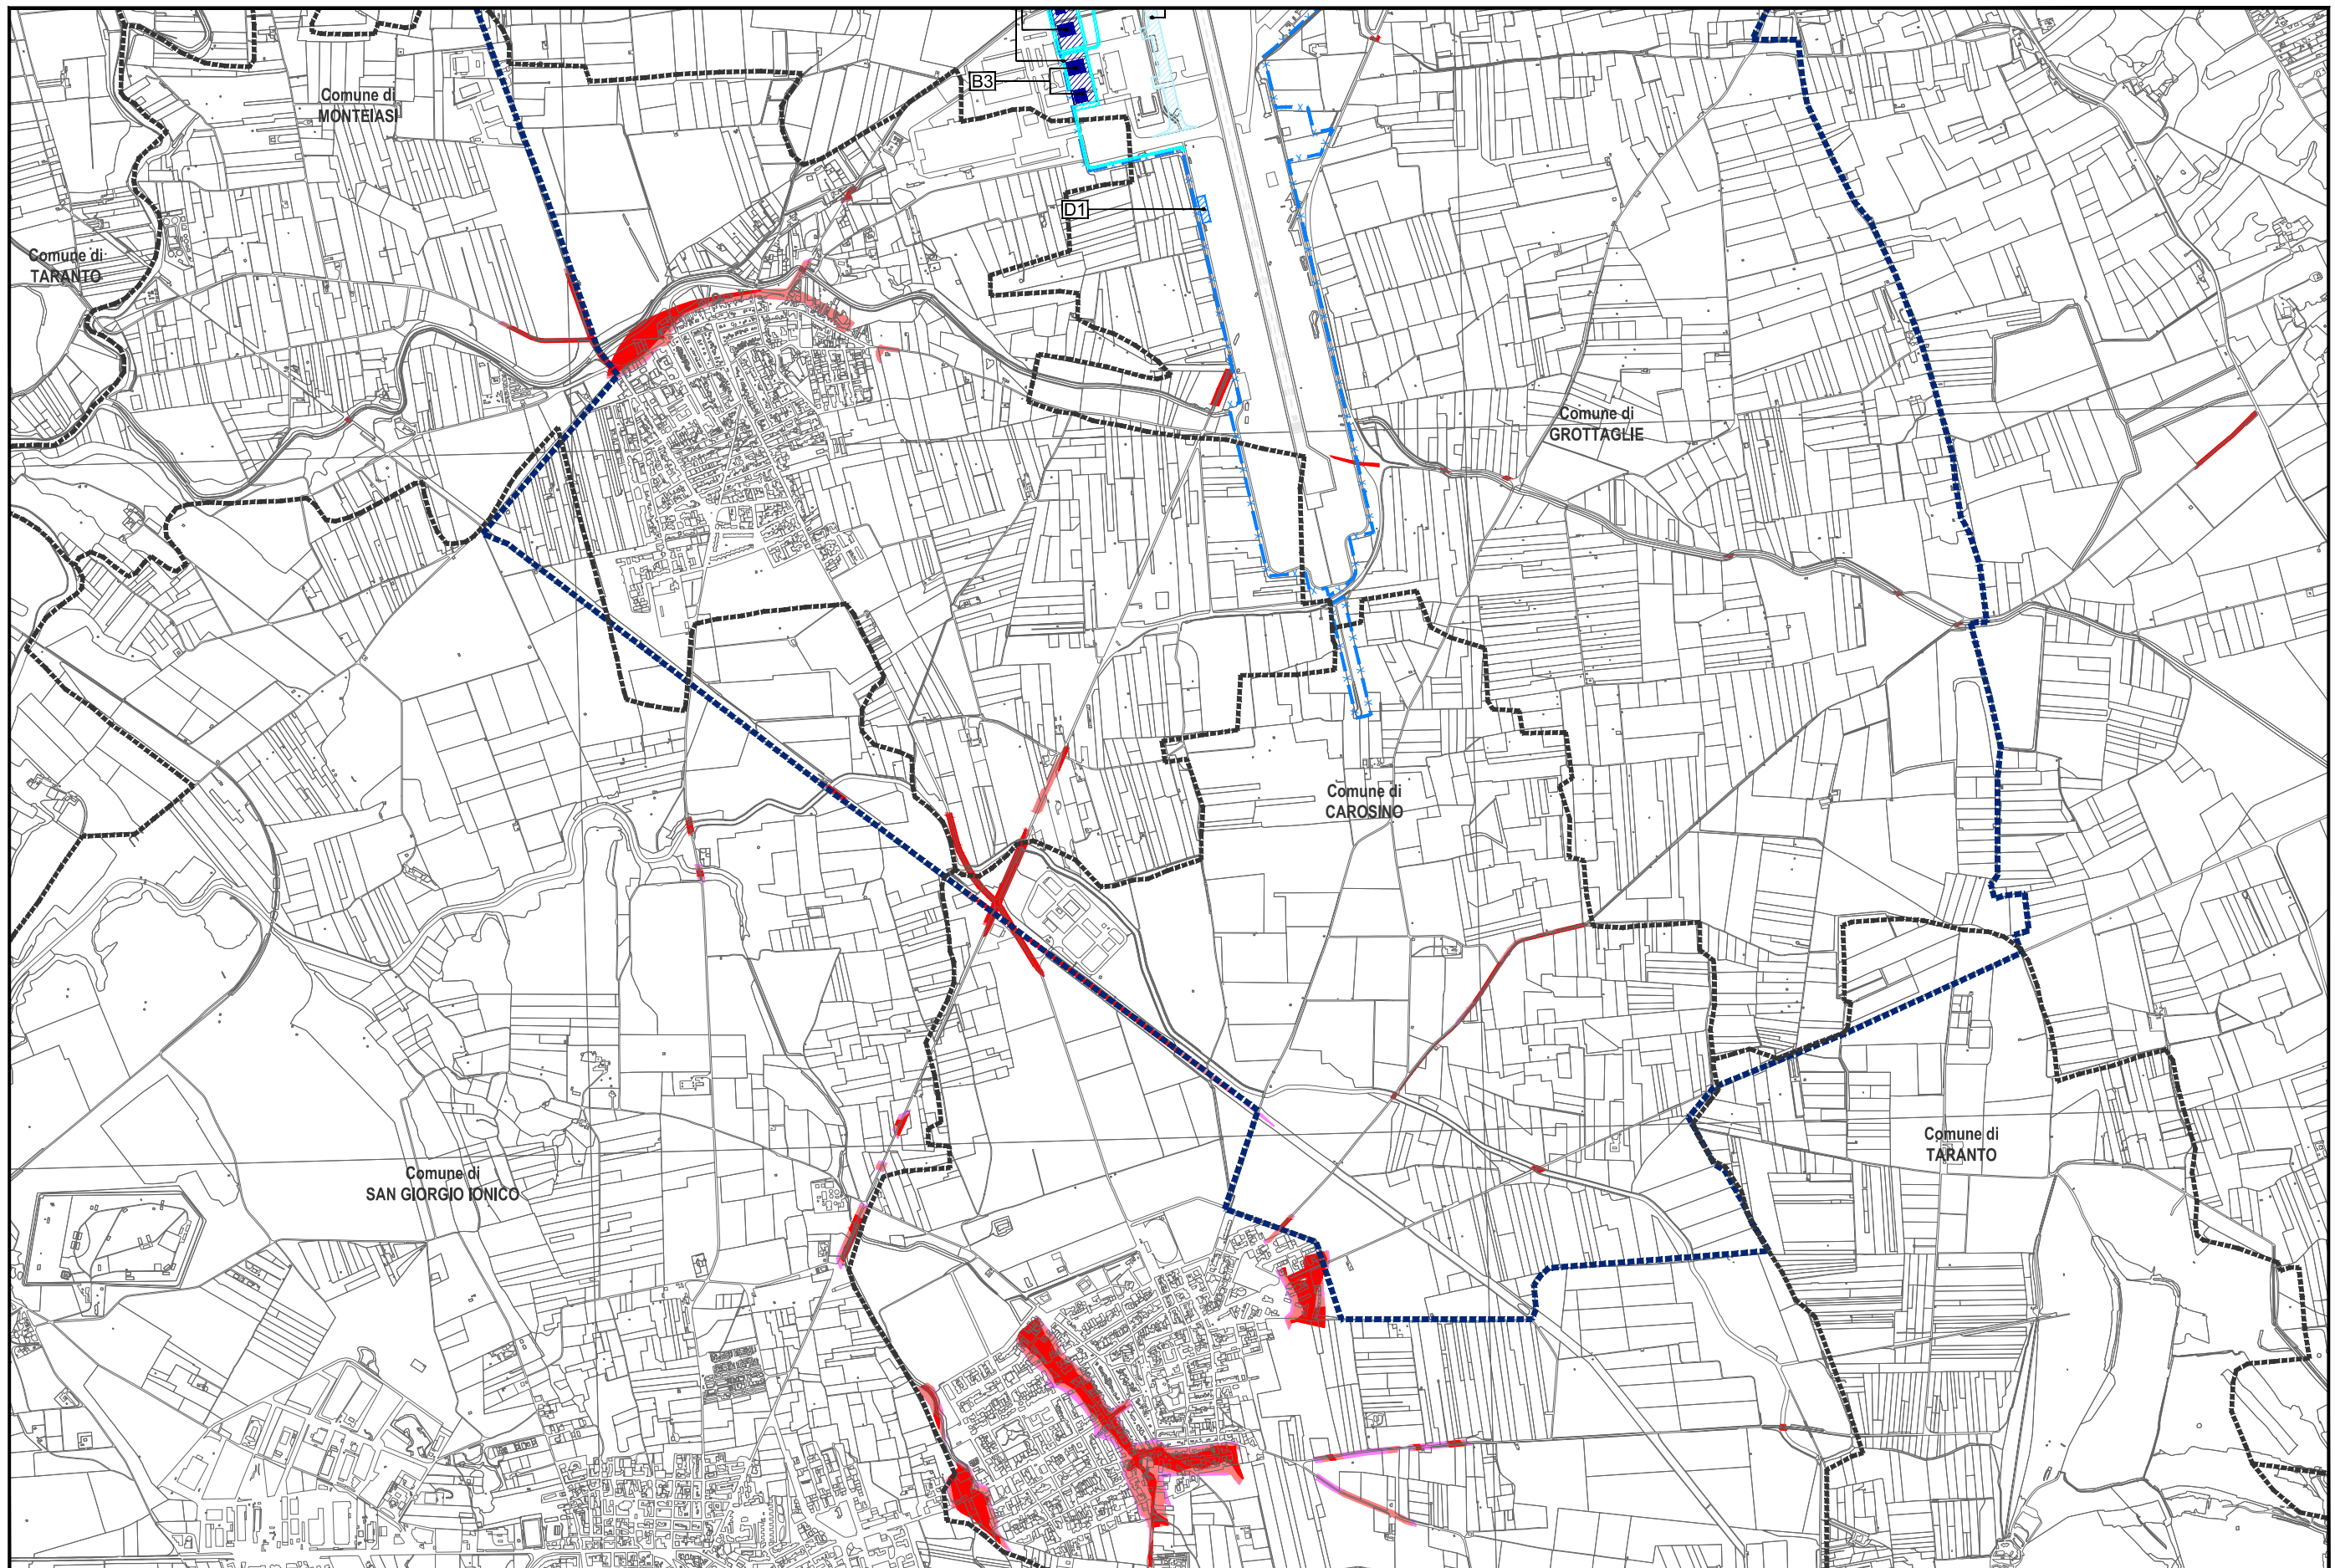 B3
Comune di
MONTEIASI
D1
Comune di
TARANTO
Comune di
GROTTAGLIE
Comune di
CAROSINO
Comune di
TARANTO
Comune di
SAN GIORGIO IONICO